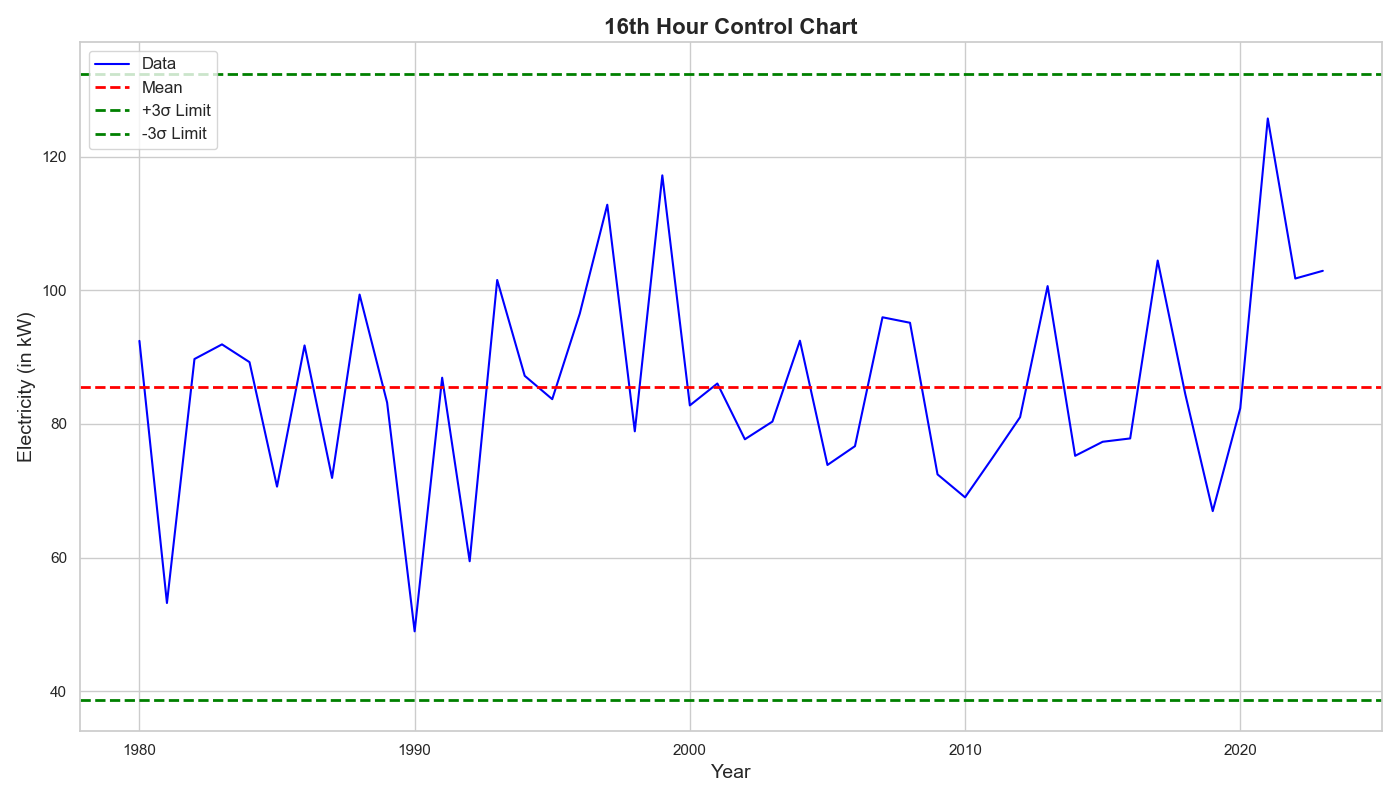 16th Hour Control Chart
Data
Mean
+3σ Limit
-3σ Limit
Electricity (in kW)
120
100
80
60
40
1980
1990
2000
2010
2020
Year